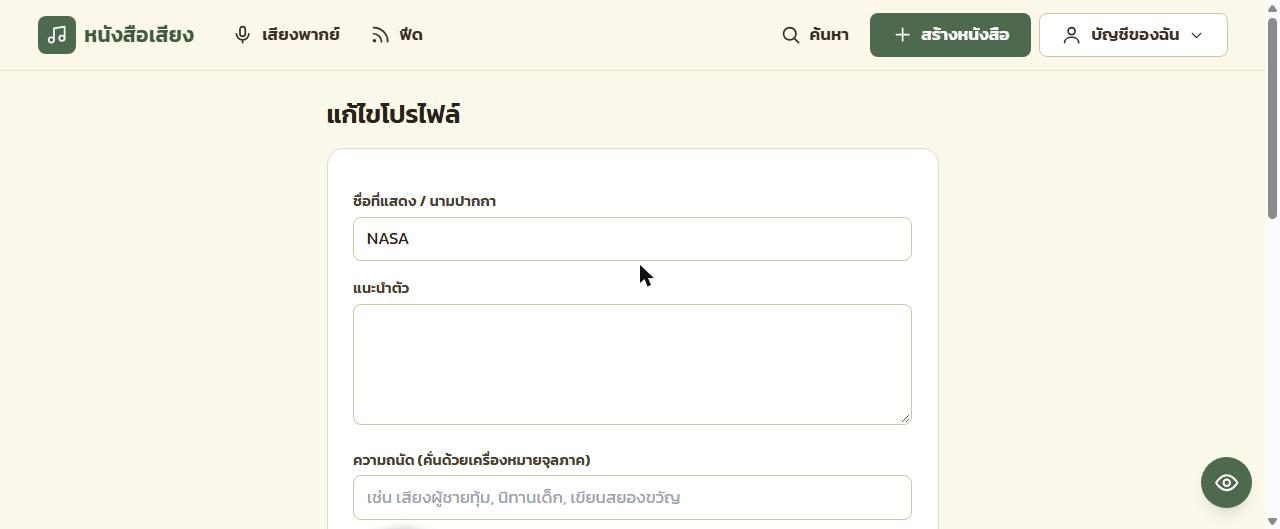 หนังสือเสียง
เสียงพากย์
ฟีด
ค้นหา
สร้างหนังสือ
บัญชีของฉัน
แก้ไขโปรไฟล์
ชื่อที่แสดง / นามปากกา
NASA
แนะนำตัว
ความถนัด (คั่นด้วยเครื่องหมายจุลภาค)
เช่น เสียงผู้ชายทุ้ม, นิทานเด็ก, เขียนสยองขวัญ